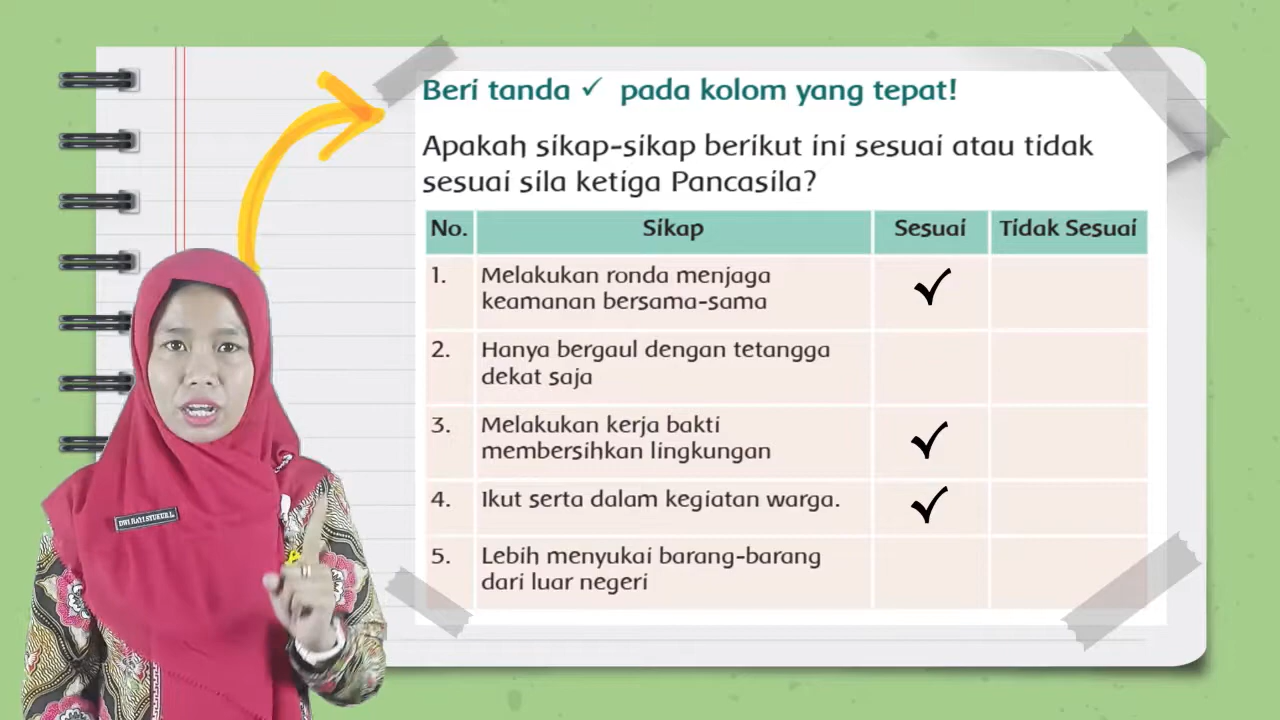 Beri tanda ✓ pada kolom yang tepat!
Apakah sikap-sikap berikut ini sesuai atau tidak
sesuai sila ketiga Pancasila?
No. Sikap Sesuai Tidak Sesuai
1. Melakukan ronda menjaga
keamanan bersama-sama ✓
2. Hanya bergaul dengan tetangga
dekat saja
3. Melakukan kerja bakti
membersihkan lingkungan ✓
4. Ikut serta dalam kegiatan warga. ✓
5. Lebih menyukai barang-barang
dari luar negeri